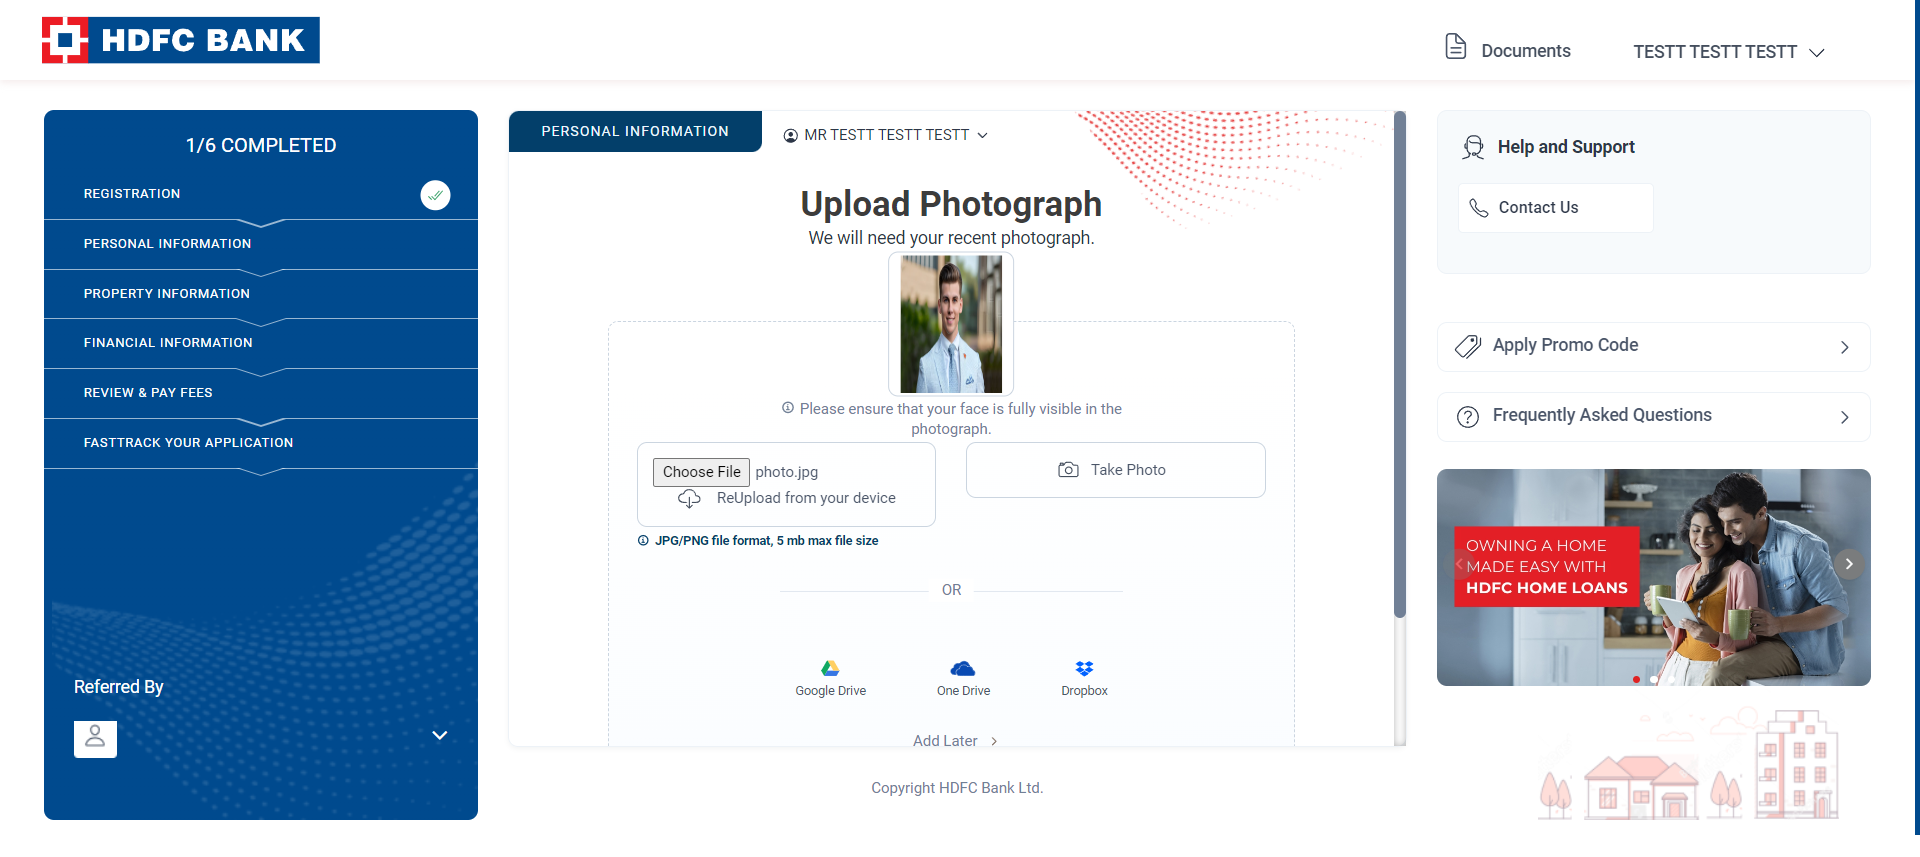 HDFC BANK
Documents
TESTT TESTT TESTT
1/6 COMPLETED
REGISTRATION
PERSONAL INFORMATION
PROPERTY INFORMATION
FINANCIAL INFORMATION
REVIEW & PAY FEES
FASTTRACK YOUR APPLICATION
Referred By
PERSONAL INFORMATION
MR TESTT TESTT TESTT
Upload Photograph
We will need your recent photograph.
Please ensure that your face is fully visible in the
photograph.
Choose File photo.jpg
ReUpload from your device
Take Photo
JPG/PNG file format, 5 mb max file size
OR
Google Drive
One Drive
Dropbox
Add Later
Copyright HDFC Bank Ltd.
Help and Support
Contact Us
Apply Promo Code
Frequently Asked Questions
OWNING A HOME
MADE EASY WITH
HDFC HOME LOANS